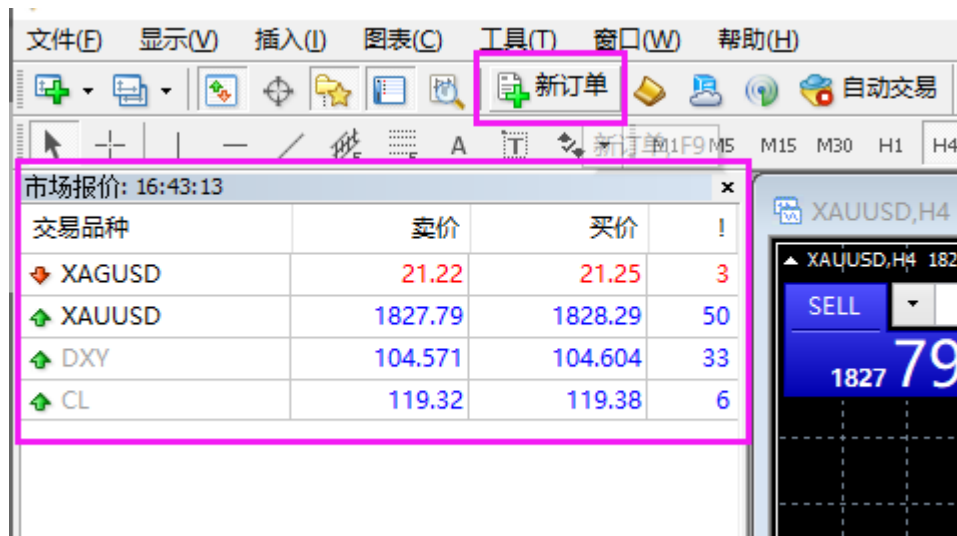 文件(F) 显示(V) 插入(I) 图表(C) 工具(T) 窗口(W) 帮助(H)
新订单 自动交易
A T 新订单 F9 M1 M5 M15 M30 H1 H4
市场报价: 16:43:13
交易品种 卖价 买价 !
XAGUSD 21.22 21.25 3
XAUUSD 1827.79 1828.29 50
DXY 104.571 104.604 33
CL 119.32 119.38 6
XAUUSD,H4
XAUUSD,H4 182
SELL
1827 79